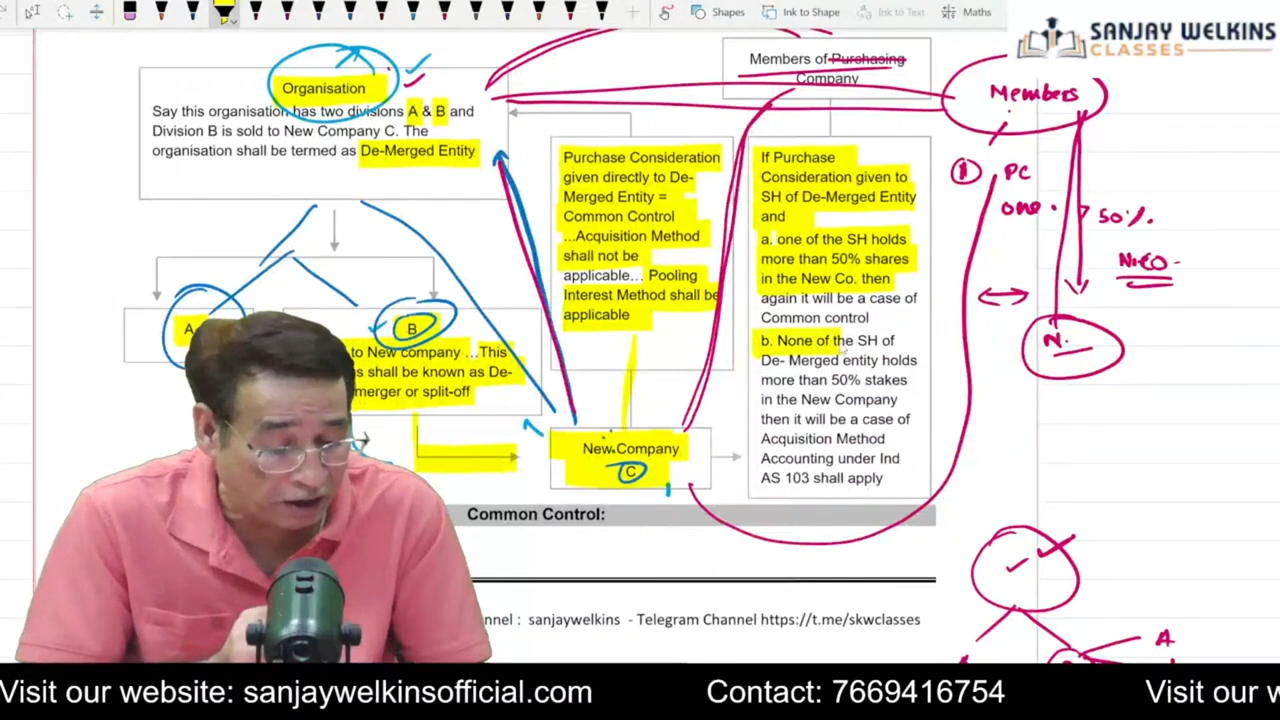 Shapes
Ink to Shape
Ink to Text
Maths
SANJAY WELKINS
CLASSES
Organisation
Say this organisation has two divisions A & B and
Division B is sold to New Company C. The
organisation shall be termed as De-Merged Entity
Members of Purchasing
Company
Members
Purchase Consideration
given directly to De-
Merged Entity =
Common Control
...Acquisition Method
shall not be
applicable... Pooling
Interest Method shall be
applicable
If Purchase
Consideration given to
SH of De-Merged Entity
and
a. one of the SH holds
more than 50% shares
in the New Co. then
again it will be a case of
Common control
b. None of the SH of
De- Merged entity holds
more than 50% stakes
in the New Company
then it will be a case of
Acquisition Method
Accounting under Ind
AS 103 shall apply
① PC
one.
50%.
A
B
to New company ...This
s shall be known as De-
merger or split-off
New Company
C
N.
Common Control:
A
nnel : sanjaywelkins - Telegram Channel https://t.me/skwclasses
Visit our website: sanjaywelkinsofficial.com
Contact: 7669416754
Visit our w